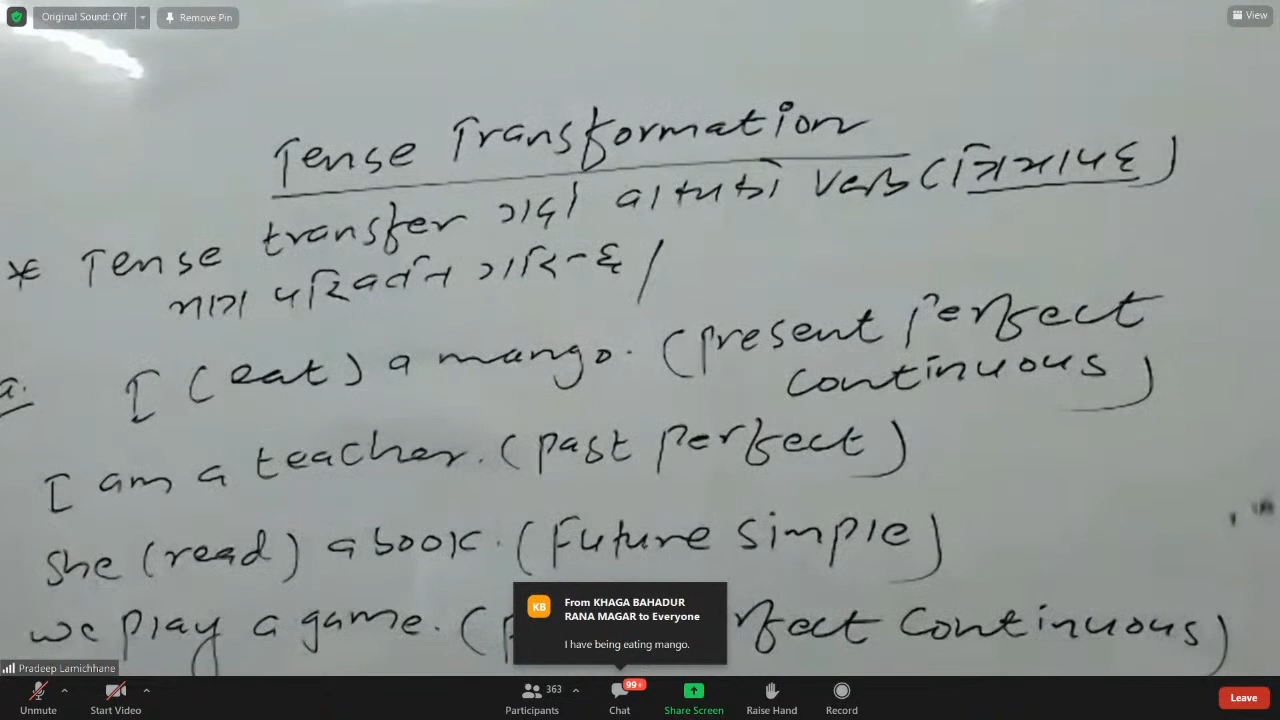 Original Sound: Off
Remove Pin
View
Tense Transformation
* Tense transfer गर्दा वाक्यको Verb (क्रियापद)
मात्र परिवर्तन गरिन्छ।
a. I (eat) a mango. (present perfect
continuous)
I am a teacher. (past perfect)
She (read) a book. (Future simple)
we play a game. (p rfect continuous)
KB
From KHAGA BAHADUR
RANA MAGAR to Everyone
I have being eating mango.
Pradeep Lamichhane
Unmute
Start Video
363
Participants
99+
Chat
Share Screen
Raise Hand
Record
Leave